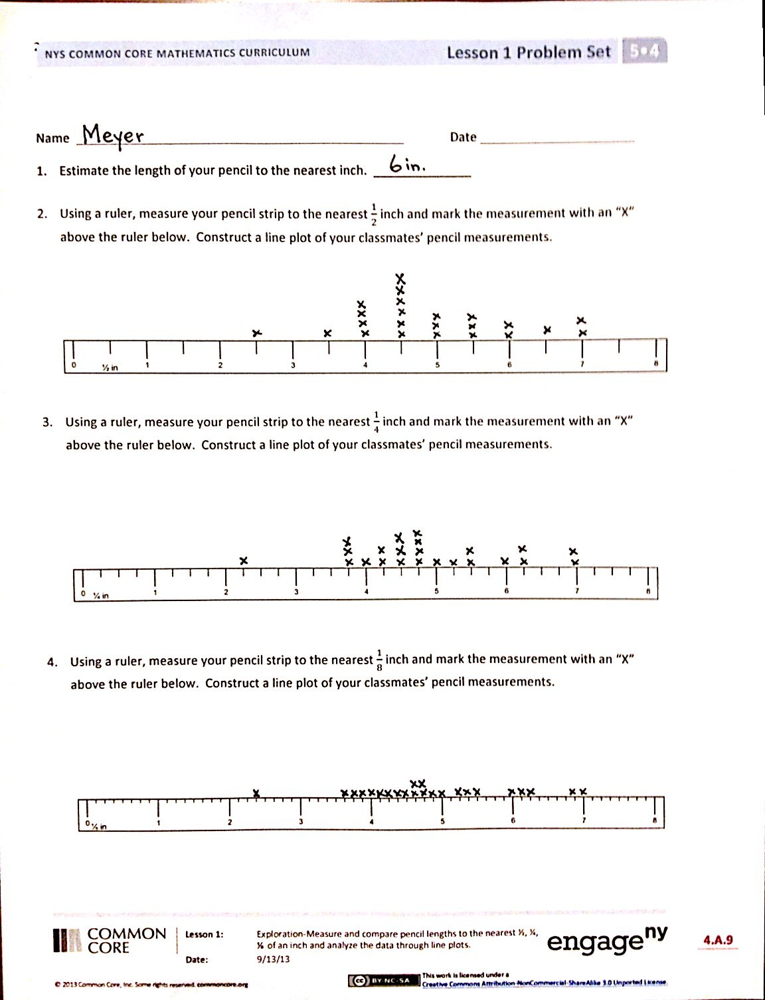 NYS COMMON CORE MATHEMATICS CURRICULUM Lesson 1 Problem Set 5•4
Name Meyer Date
1. Estimate the length of your pencil to the nearest inch. 6in.
2. Using a ruler, measure your pencil strip to the nearest 1/2 inch and mark the measurement with an “X”
above the ruler below. Construct a line plot of your classmates’ pencil measurements.
0 ½ in 1 2 3 4 5 6 7 8
3. Using a ruler, measure your pencil strip to the nearest 1/4 inch and mark the measurement with an “X”
above the ruler below. Construct a line plot of your classmates’ pencil measurements.
0 ¼ in 1 2 3 4 5 6 7 8
4. Using a ruler, measure your pencil strip to the nearest 1/8 inch and mark the measurement with an “X”
above the ruler below. Construct a line plot of your classmates’ pencil measurements.
0 ⅛ in 1 2 3 4 5 6 7 8
COMMON
CORE
Lesson 1:
Date:
Exploration-Measure and compare pencil lengths to the nearest ½, ¼,
⅛ of an inch and analyze the data through line plots.
9/13/13
engageny
4.A.9
© 2013 Common Core, Inc. Some rights reserved. commoncore.org
cc BY-NC-SA
This work is licensed under a
Creative Commons Attribution-NonCommercial-ShareAlike 3.0 Unported License.